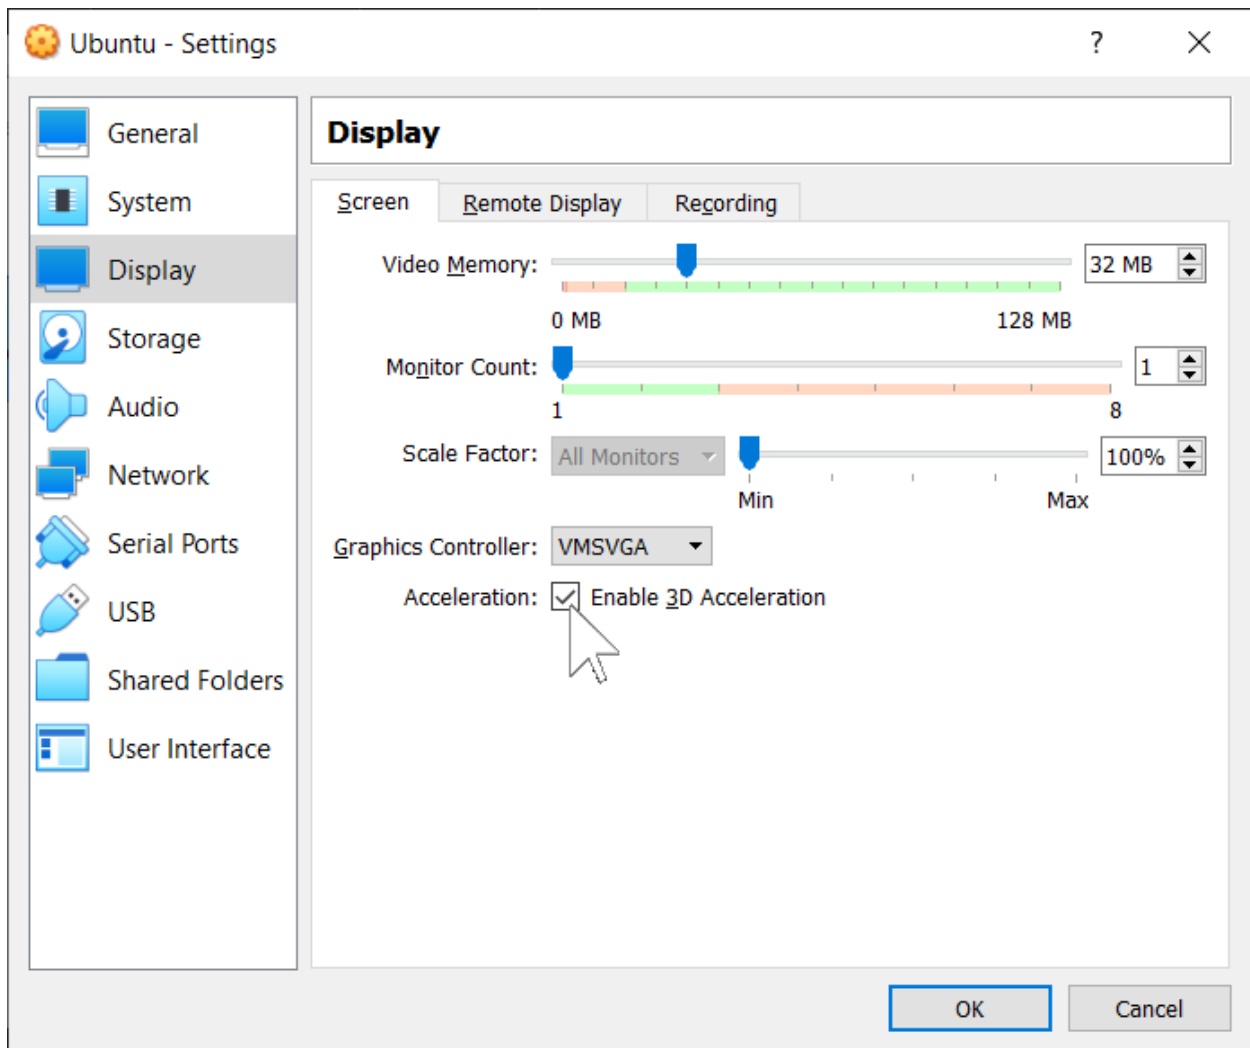 Ubuntu - Settings
?
General
System
Display
Storage
Audio
Network
Serial Ports
USB
Shared Folders
User Interface
Display
Screen
Remote Display
Recording
Video Memory:
32 MB
0 MB
128 MB
Monitor Count:
1
1
8
Scale Factor:
All Monitors
100%
Min
Max
Graphics Controller:
VMSVGA
Acceleration:
Enable 3D Acceleration
OK
Cancel